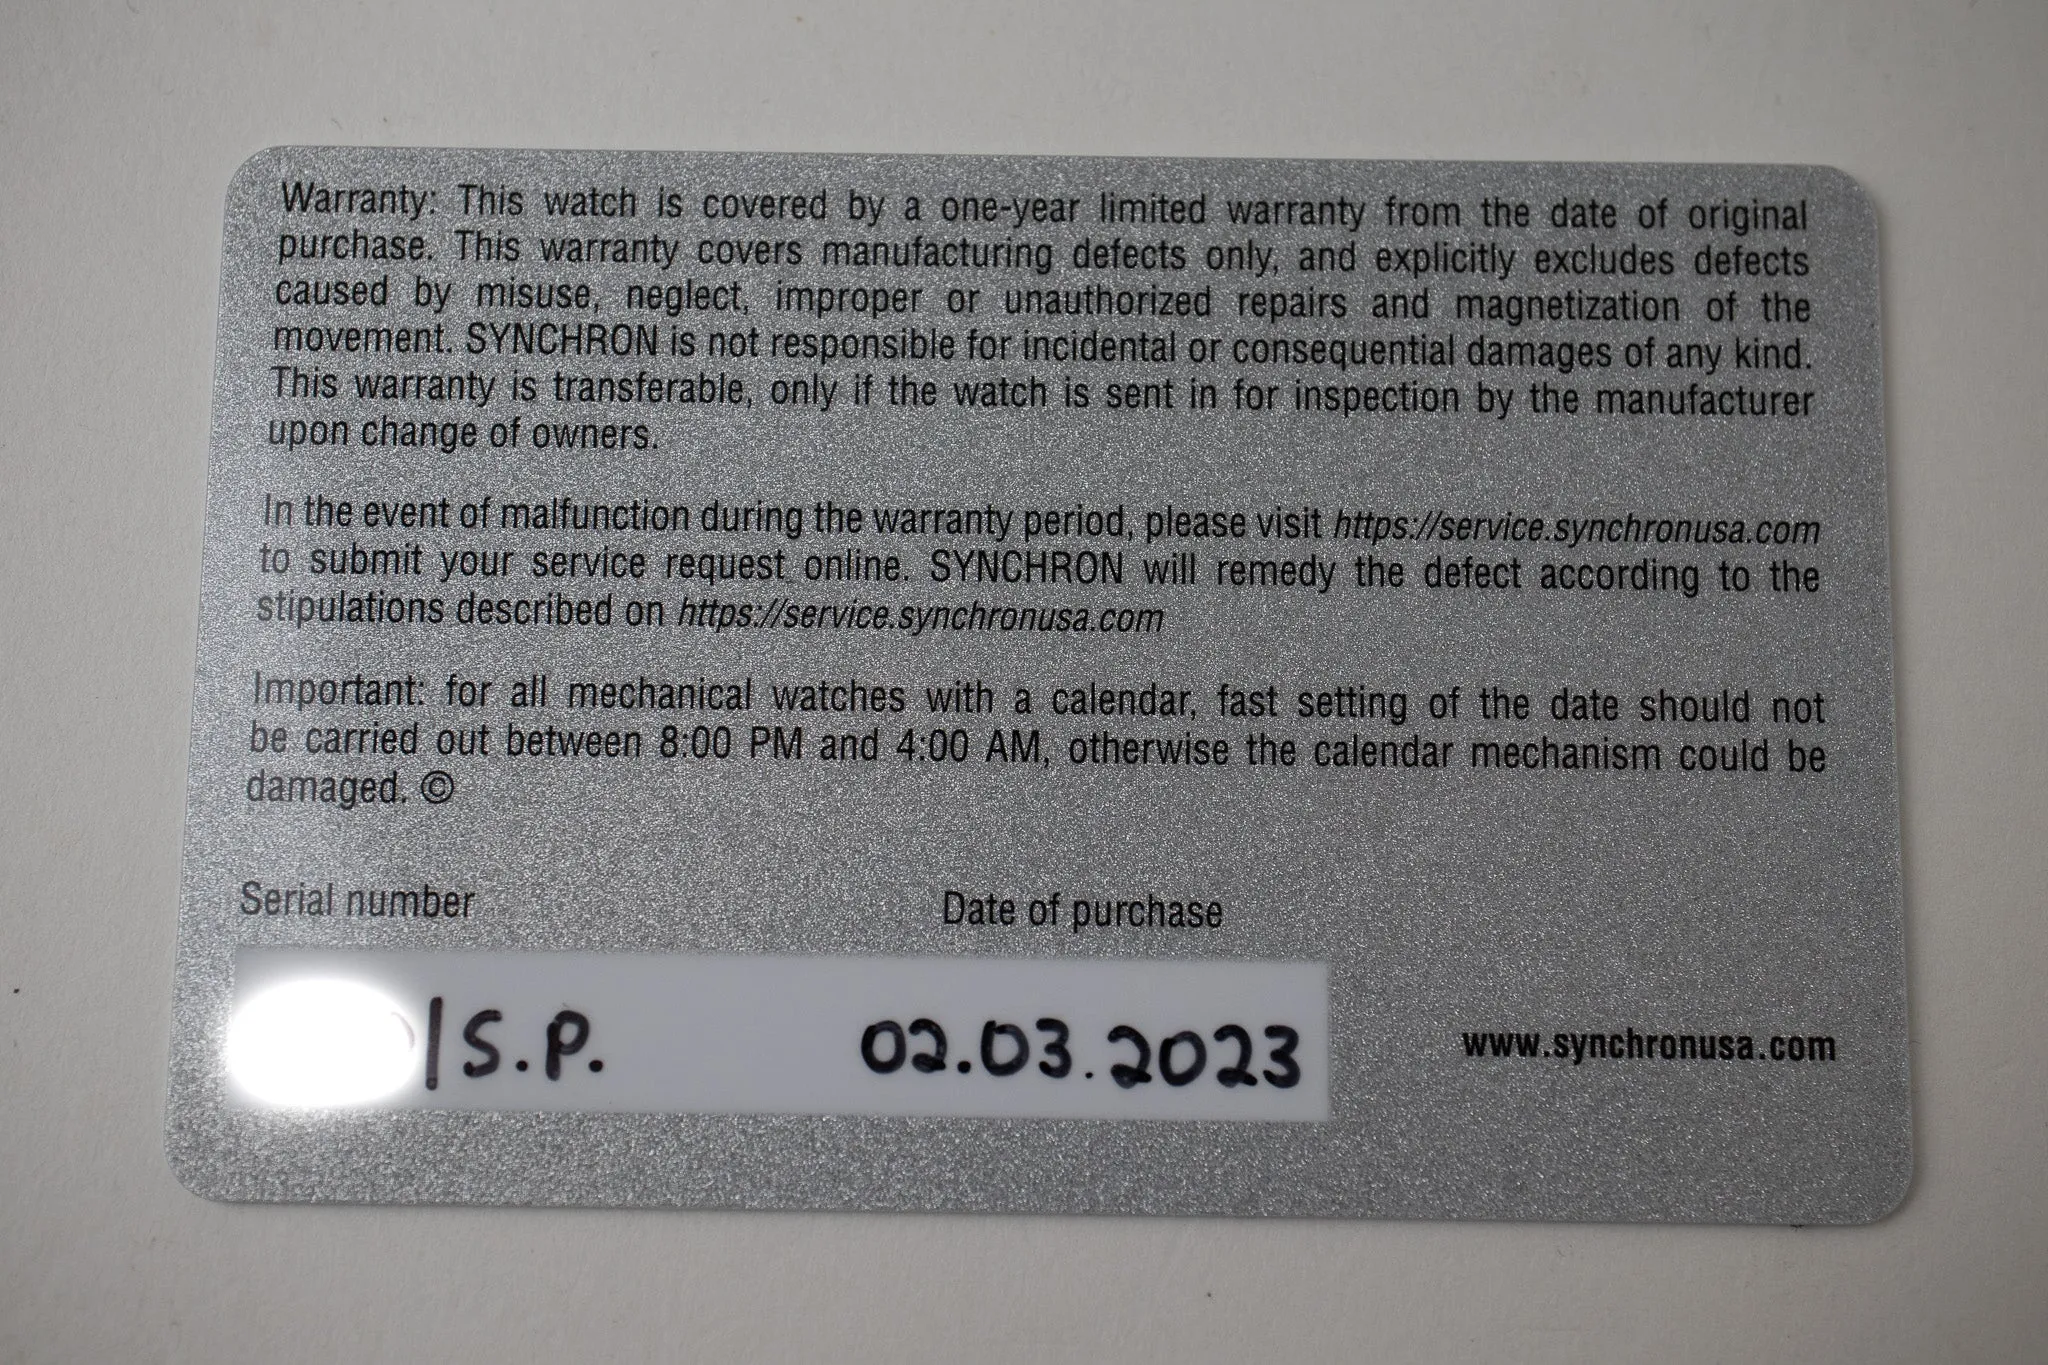 Warranty: This watch is covered by a one-year limited warranty from the date of original
purchase. This warranty covers manufacturing defects only, and explicitly excludes defects
caused by misuse, neglect, improper or unauthorized repairs and magnetization of the
movement. SYNCHRON is not responsible for incidental or consequential damages of any kind.
This warranty is transferable, only if the watch is sent in for inspection by the manufacturer
upon change of owners.
In the event of malfunction during the warranty period, please visit https://service.synchronusa.com
to submit your service request online. SYNCHRON will remedy the defect according to the
stipulations described on https://service.synchronusa.com
Important: for all mechanical watches with a calendar, fast setting of the date should not
be carried out between 8:00 PM and 4:00 AM, otherwise the calendar mechanism could be
damaged. ©
Serial number
Date of purchase
/S.P.
02.03.2023
www.synchronusa.com